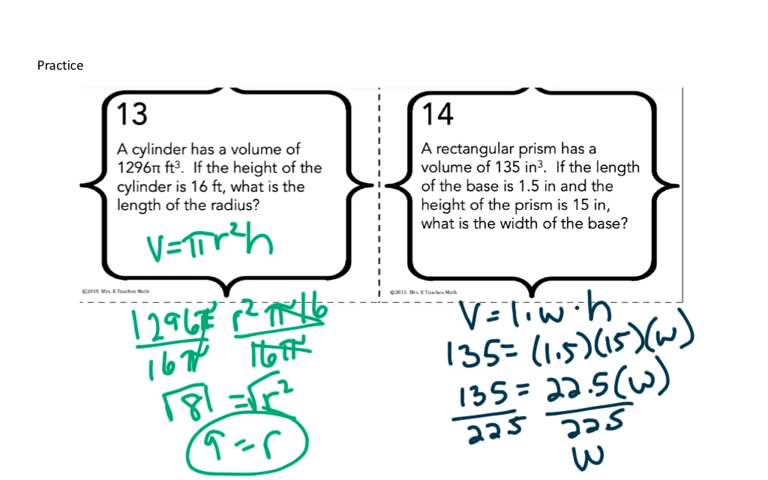 Practice
13
A cylinder has a volume of
1296π ft³. If the height of the
cylinder is 16 ft, what is the
length of the radius?
V=πr²h
©2015 Mrs. E Teaches Math
1296π r²π16
16π 16π
√81 = √r²
9 = r
14
A rectangular prism has a
volume of 135 in³. If the length
of the base is 1.5 in and the
height of the prism is 15 in,
what is the width of the base?
©2015 Mrs. E Teaches Math
V= l·w·h
135= (1.5)(15)(w)
135= 22.5(w)
225 225
w